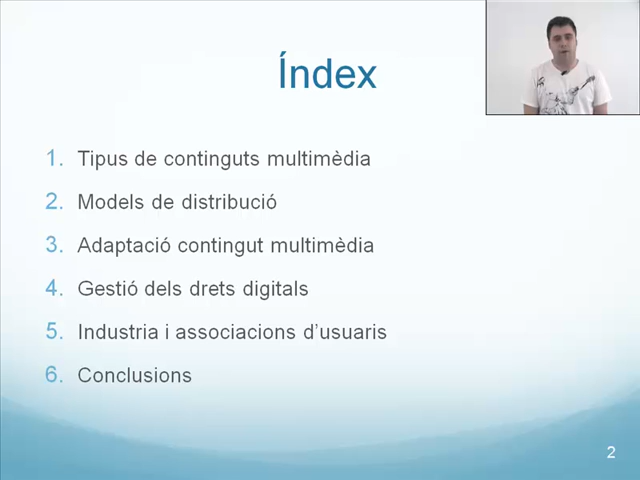 Índex
1. Tipus de continguts multimèdia
2. Models de distribució
3. Adaptació contingut multimèdia
4. Gestió dels drets digitals
5. Industria i associacions d’usuaris
6. Conclusions
2